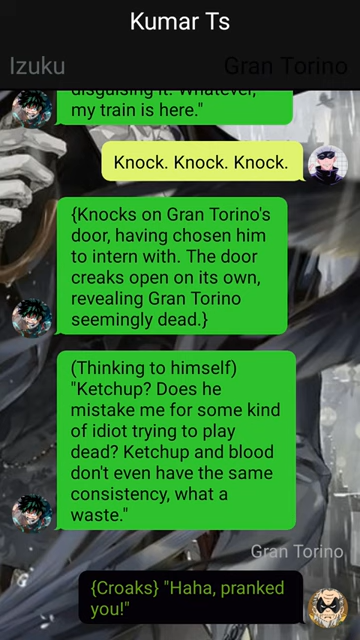 Kumar Ts
Izuku
Gran Torino
disguising it. Whatever,
my train is here."
Knock. Knock. Knock.
{Knocks on Gran Torino's
door, having chosen him
to intern with. The door
creaks open on its own,
revealing Gran Torino
seemingly dead.}
(Thinking to himself)
"Ketchup? Does he
mistake me for some kind
of idiot trying to play
dead? Ketchup and blood
don't even have the same
consistency, what a
waste."
Gran Torino
{Croaks} "Haha, pranked
you!"